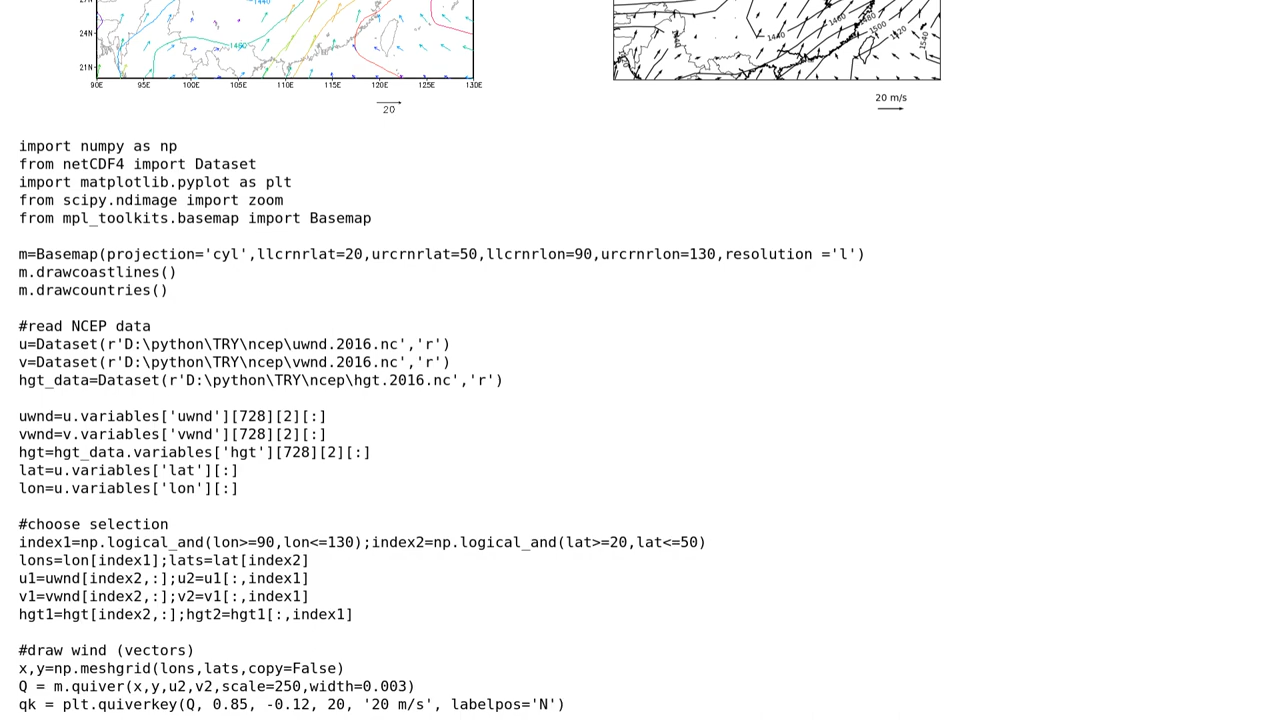 1440
1480
24N
21N
90E 95E 100E 105E 110E 115E 120E 125E 130E
20
1440
1460
1480
1500
1520
1540
20 m/s
import numpy as np
from netCDF4 import Dataset
import matplotlib.pyplot as plt
from scipy.ndimage import zoom
from mpl_toolkits.basemap import Basemap
m=Basemap(projection='cyl',llcrnrlat=20,urcrnrlat=50,llcrnrlon=90,urcrnrlon=130,resolution ='l')
m.drawcoastlines()
m.drawcountries()
#read NCEP data
u=Dataset(r'D:\python\TRY\ncep\uwnd.2016.nc','r')
v=Dataset(r'D:\python\TRY\ncep\vwnd.2016.nc','r')
hgt_data=Dataset(r'D:\python\TRY\ncep\hgt.2016.nc','r')
uwnd=u.variables['uwnd'][728][2][:]
vwnd=v.variables['vwnd'][728][2][:]
hgt=hgt_data.variables['hgt'][728][2][:]
lat=u.variables['lat'][:]
lon=u.variables['lon'][:]
#choose selection
index1=np.logical_and(lon>=90,lon<=130);index2=np.logical_and(lat>=20,lat<=50)
lons=lon[index1];lats=lat[index2]
u1=uwnd[index2,:];u2=u1[:,index1]
v1=vwnd[index2,:];v2=v1[:,index1]
hgt1=hgt[index2,:];hgt2=hgt1[:,index1]
#draw wind (vectors)
x,y=np.meshgrid(lons,lats,copy=False)
Q = m.quiver(x,y,u2,v2,scale=250,width=0.003)
qk = plt.quiverkey(Q, 0.85, -0.12, 20, '20 m/s', labelpos='N')